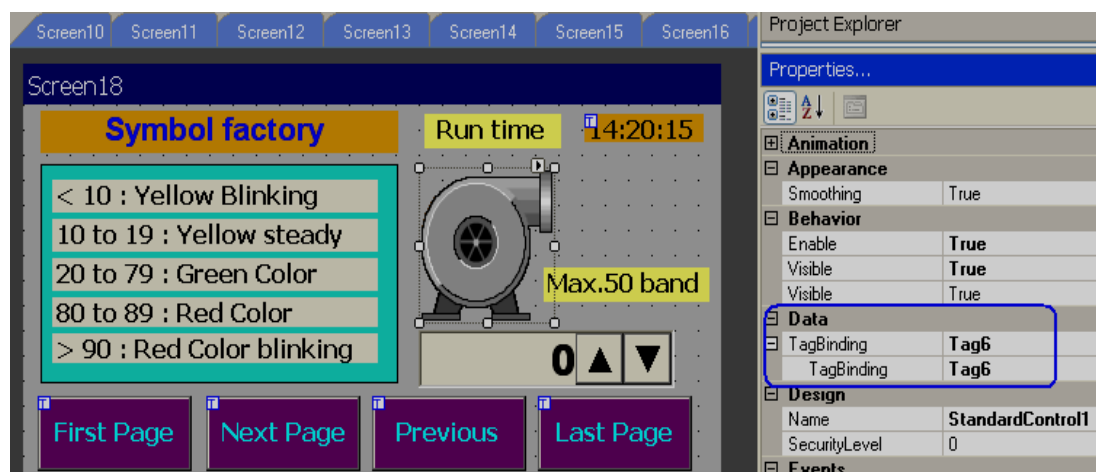 Screen10 Screen11 Screen12 Screen13 Screen14 Screen15 Screen16
Project Explorer
Properties...
Screen18
Symbol factory
Run time
14:20:15
< 10 : Yellow Blinking
10 to 19 : Yellow steady
20 to 79 : Green Color
80 to 89 : Red Color
> 90 : Red Color blinking
Max.50 band
0
First Page
Next Page
Previous
Last Page
Animation
Appearance
Smoothing True
Behavior
Enable True
Visible True
Visible True
Data
TagBinding Tag6
TagBinding Tag6
Design
Name StandardControl1
SecurityLevel 0
Events